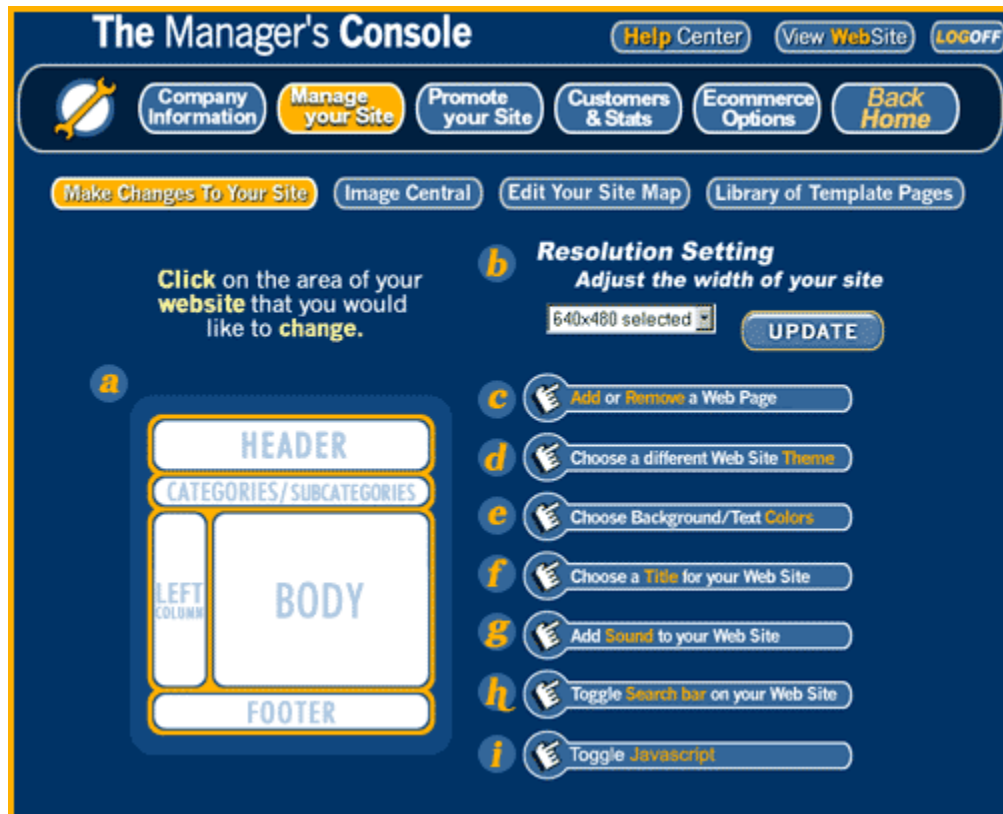 The Manager's Console
Help Center
View WebSite
LOGOFF
Company
Information
Manage
your Site
Promote
your Site
Customers
& Stats
Ecommerce
Options
Back
Home
Make Changes To Your Site
Image Central
Edit Your Site Map
Library of Template Pages
Click on the area of your
website that you would
like to change.
a
HEADER
CATEGORIES/SUBCATEGORIES
LEFT
COLUMN
BODY
FOOTER
b
Resolution Setting
Adjust the width of your site
640x480 selected
UPDATE
c
Add or Remove a Web Page
d
Choose a different Web Site Theme
e
Choose Background/Text Colors
f
Choose a Title for your Web Site
g
Add Sound to your Web Site
h
Toggle Search bar on your Web Site
i
Toggle Javascript